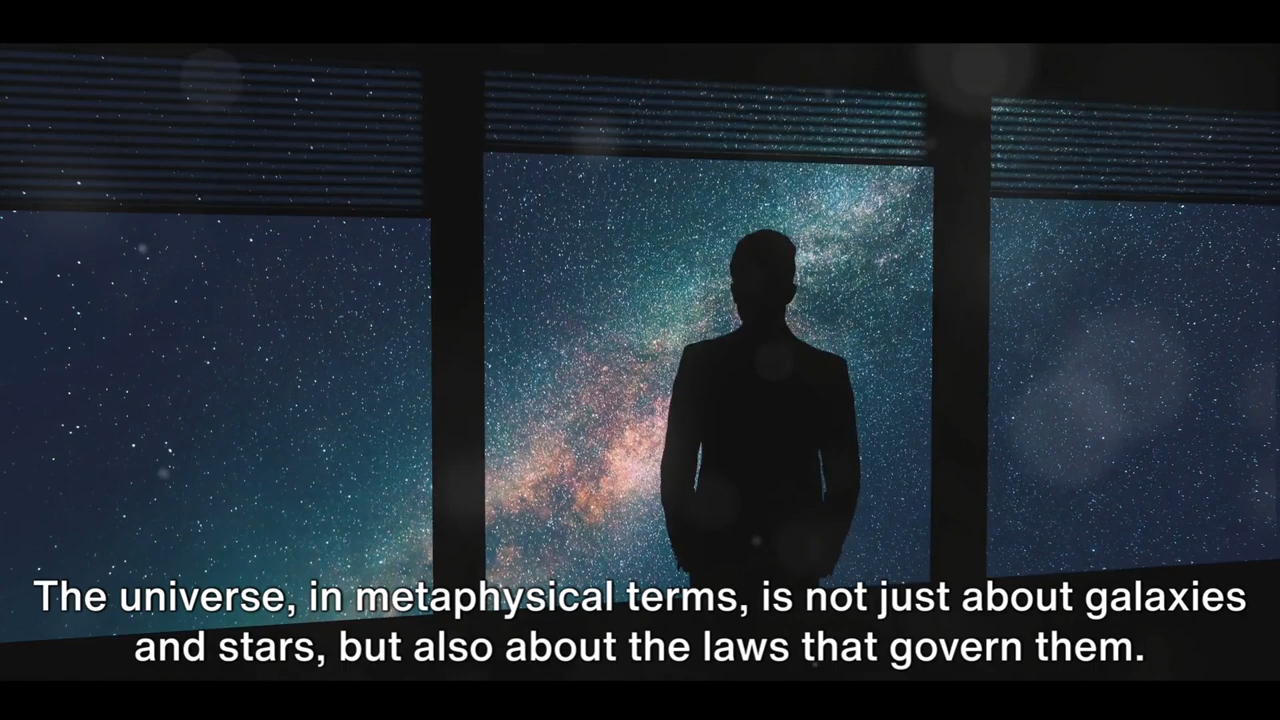 The universe, in metaphysical terms, is not just about galaxies
and stars, but also about the laws that govern them.